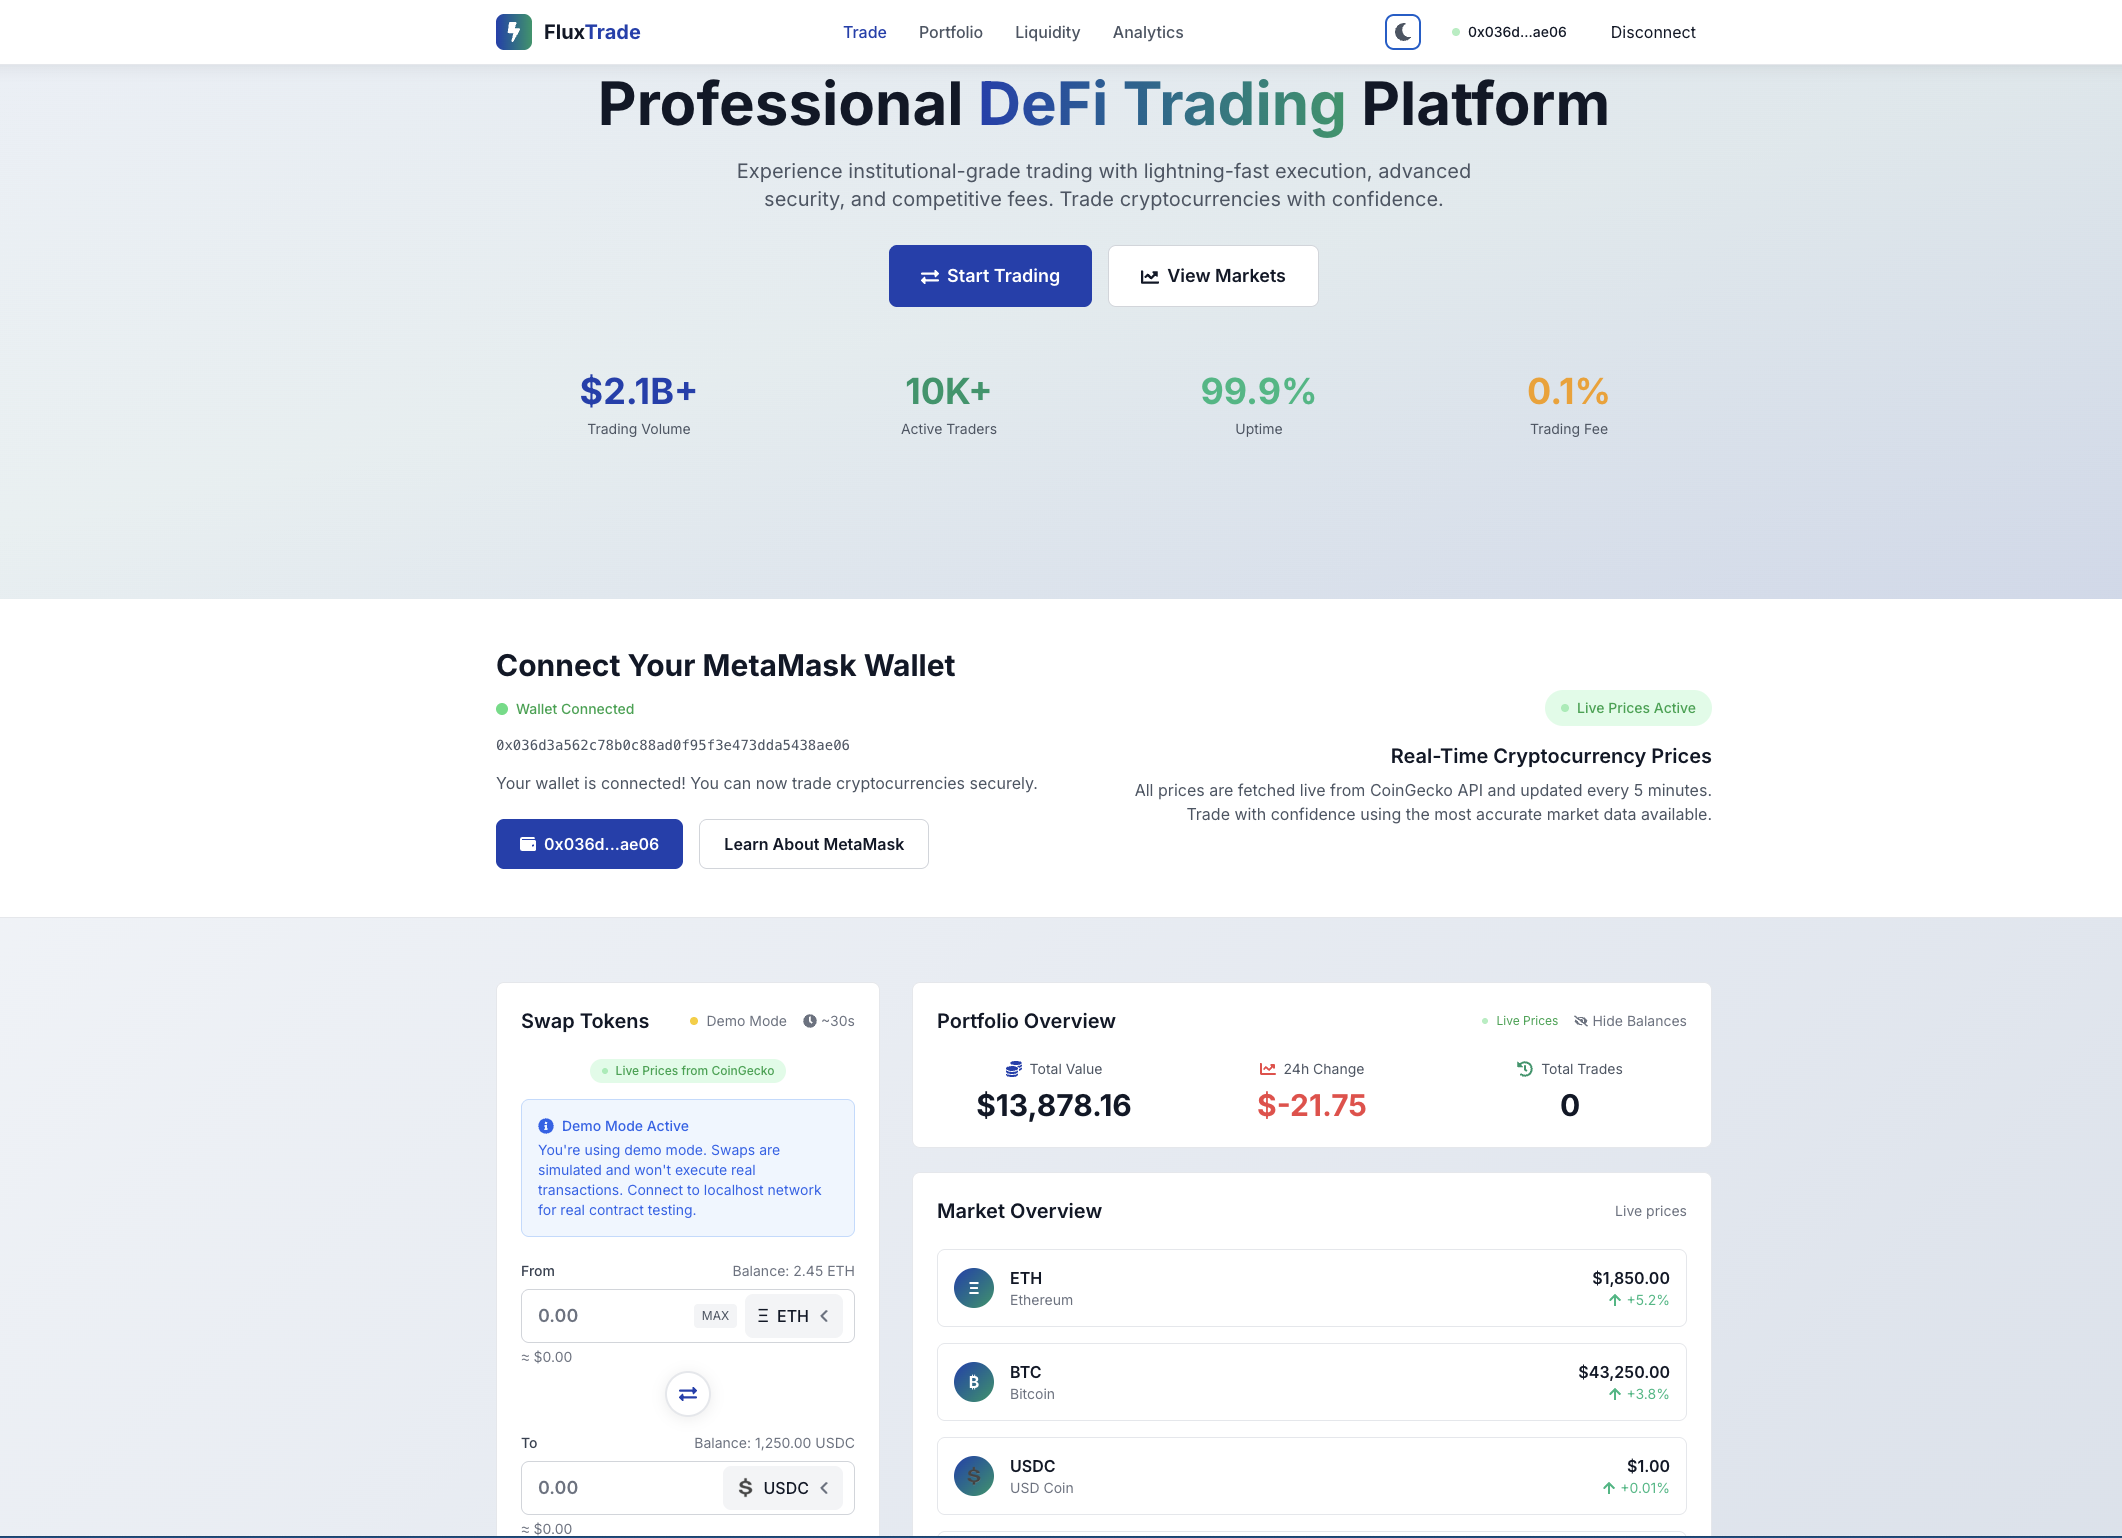 FluxTrade
Trade
Portfolio
Liquidity
Analytics
0x036d...ae06
Disconnect
Professional DeFi Trading Platform
Experience institutional-grade trading with lightning-fast execution, advanced
security, and competitive fees. Trade cryptocurrencies with confidence.
Start Trading
View Markets
$2.1B+
Trading Volume
10K+
Active Traders
99.9%
Uptime
0.1%
Trading Fee
Connect Your MetaMask Wallet
Wallet Connected
0x036d3a562c78b0c88ad0f95f3e473dda5438ae06
Your wallet is connected! You can now trade cryptocurrencies securely.
0x036d...ae06
Learn About MetaMask
Live Prices Active
Real-Time Cryptocurrency Prices
All prices are fetched live from CoinGecko API and updated every 5 minutes.
Trade with confidence using the most accurate market data available.
Swap Tokens
Demo Mode
~30s
Live Prices from CoinGecko
Demo Mode Active
You're using demo mode. Swaps are
simulated and won't execute real
transactions. Connect to localhost network
for real contract testing.
From
Balance: 2.45 ETH
0.00
MAX
Ξ ETH
≈ $0.00
To
Balance: 1,250.00 USDC
0.00
$ USDC
≈ $0.00
Portfolio Overview
Live Prices
Hide Balances
Total Value
$13,878.16
24h Change
$-21.75
Total Trades
0
Market Overview
Live prices
Ξ
ETH
Ethereum
$1,850.00
+5.2%
₿
BTC
Bitcoin
$43,250.00
+3.8%
$
USDC
USD Coin
$1.00
+0.01%